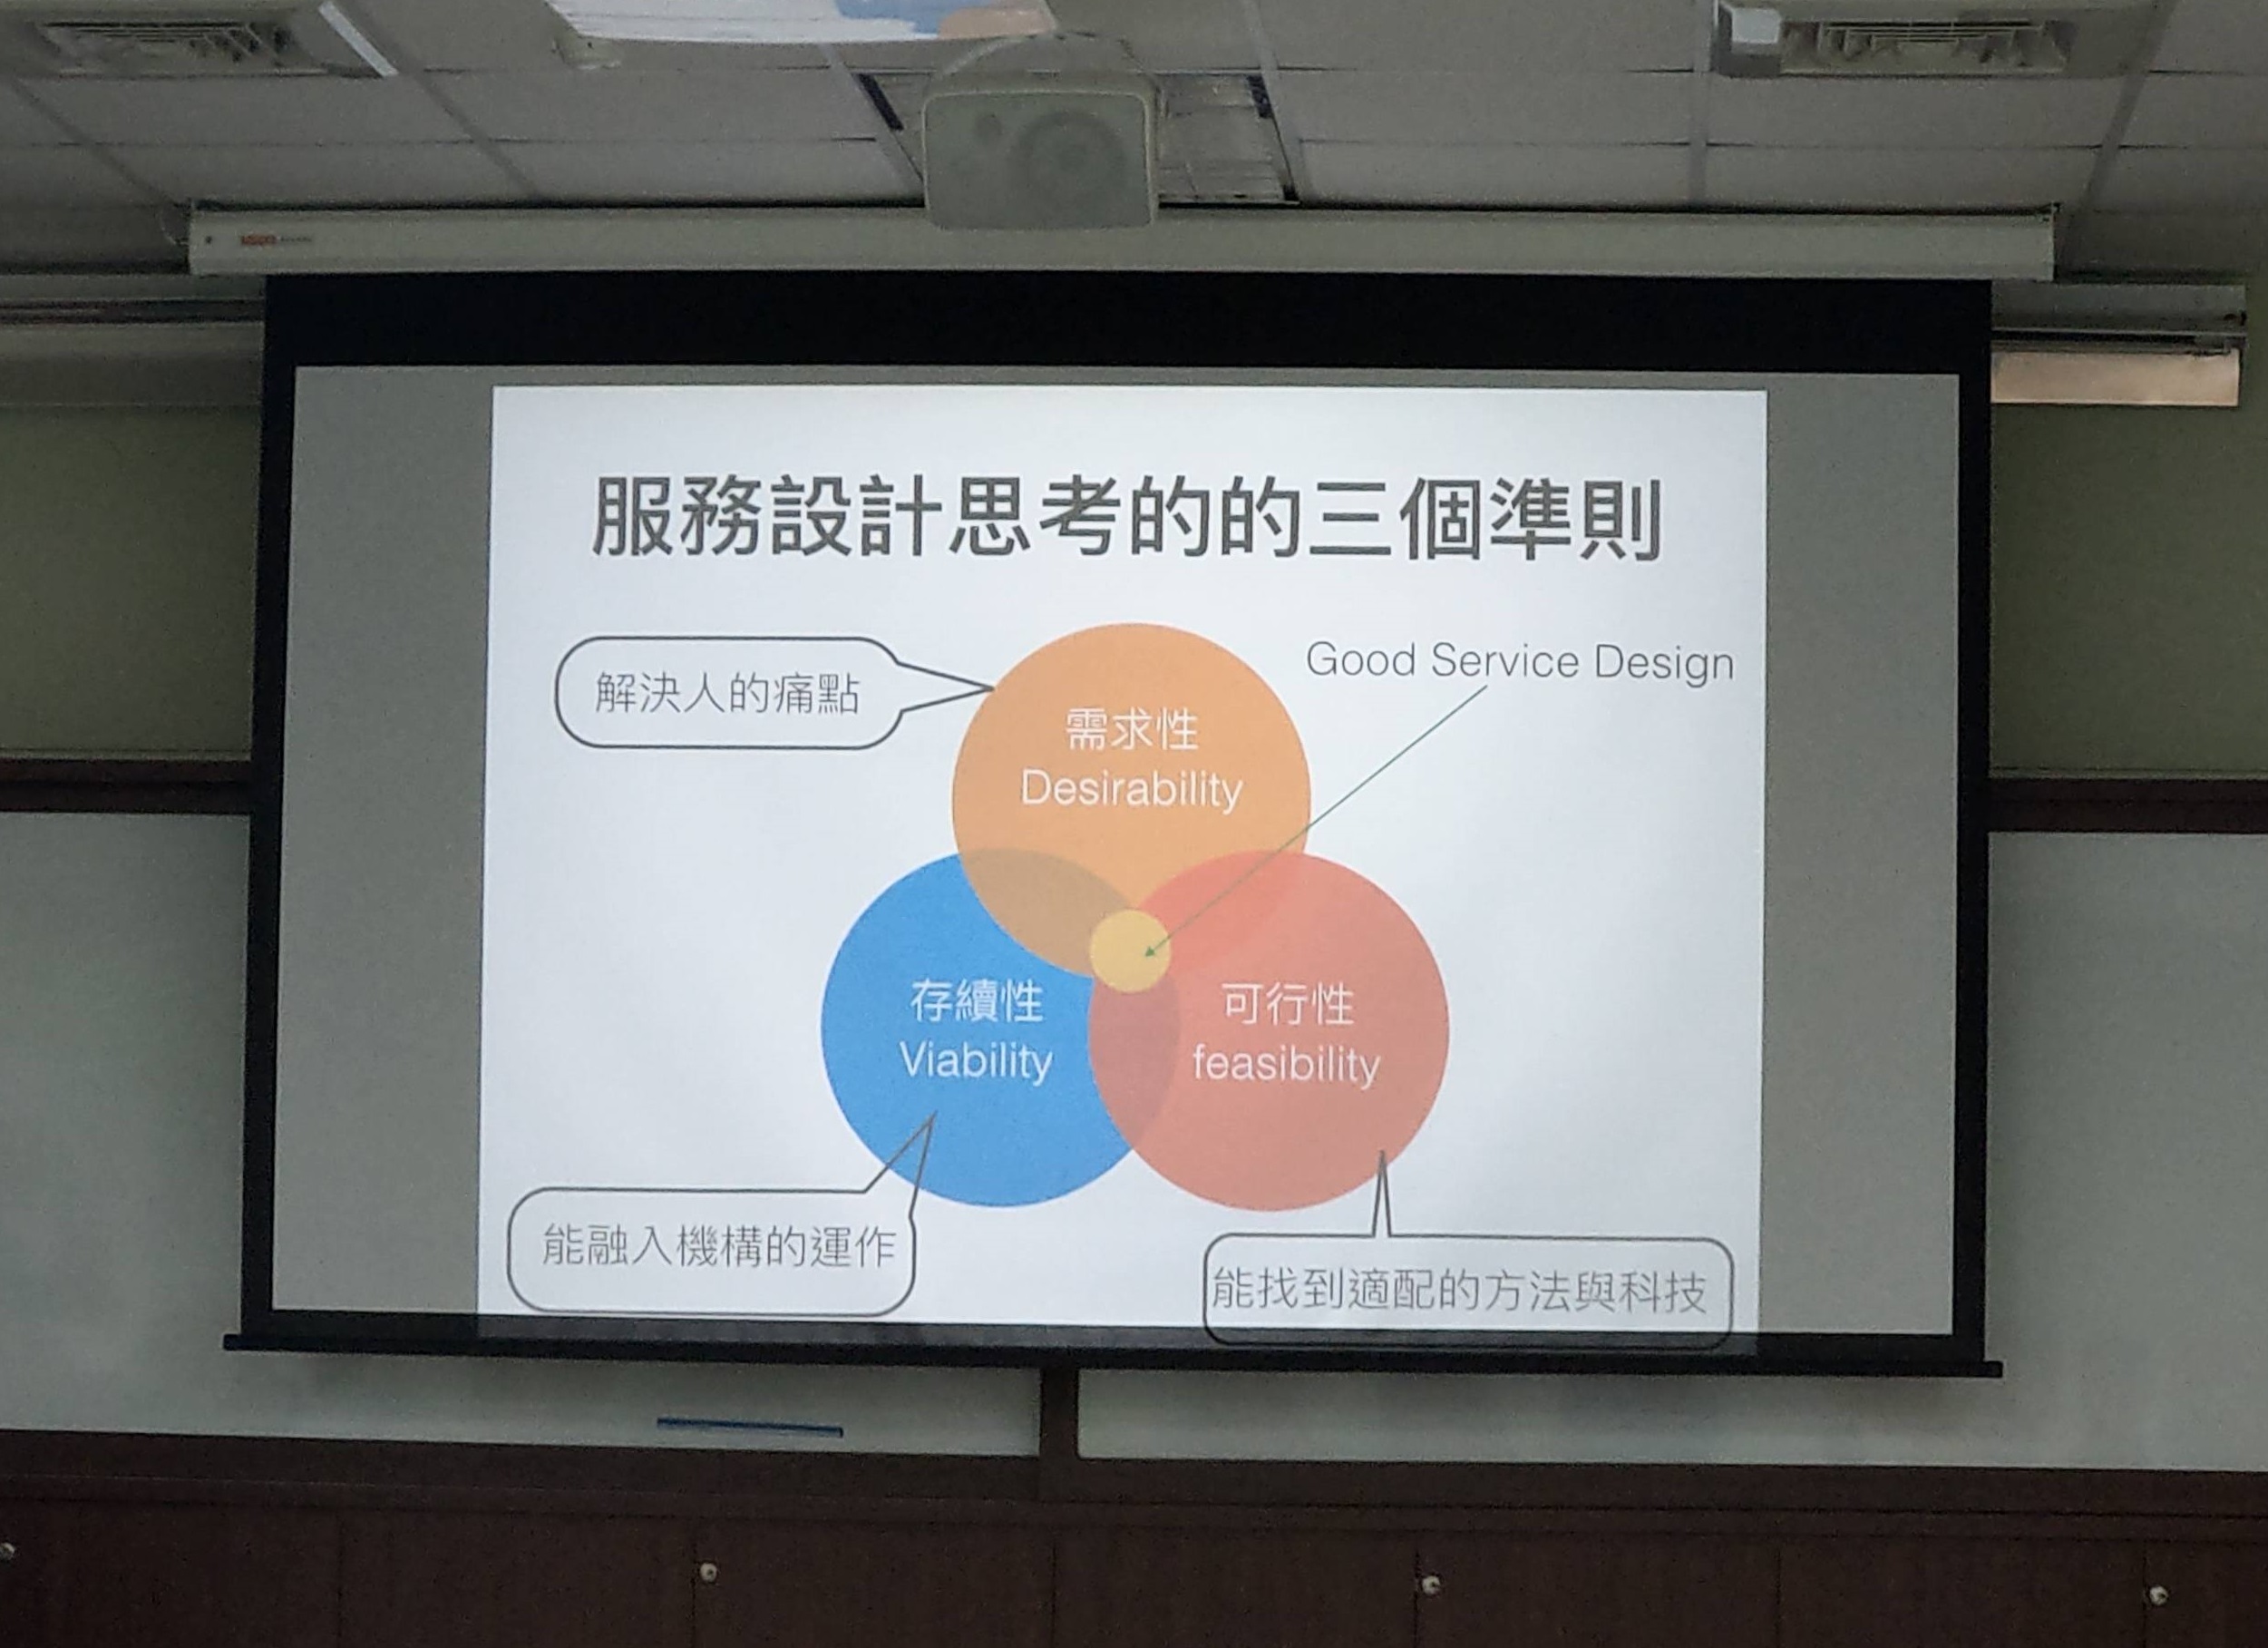 服務設計思考的的三個準則
解決人的痛點
Good Service Design
需求性
Desirability
存續性
Viability
可行性
feasibility
能融入機構的運作
能找到適配的方法與科技